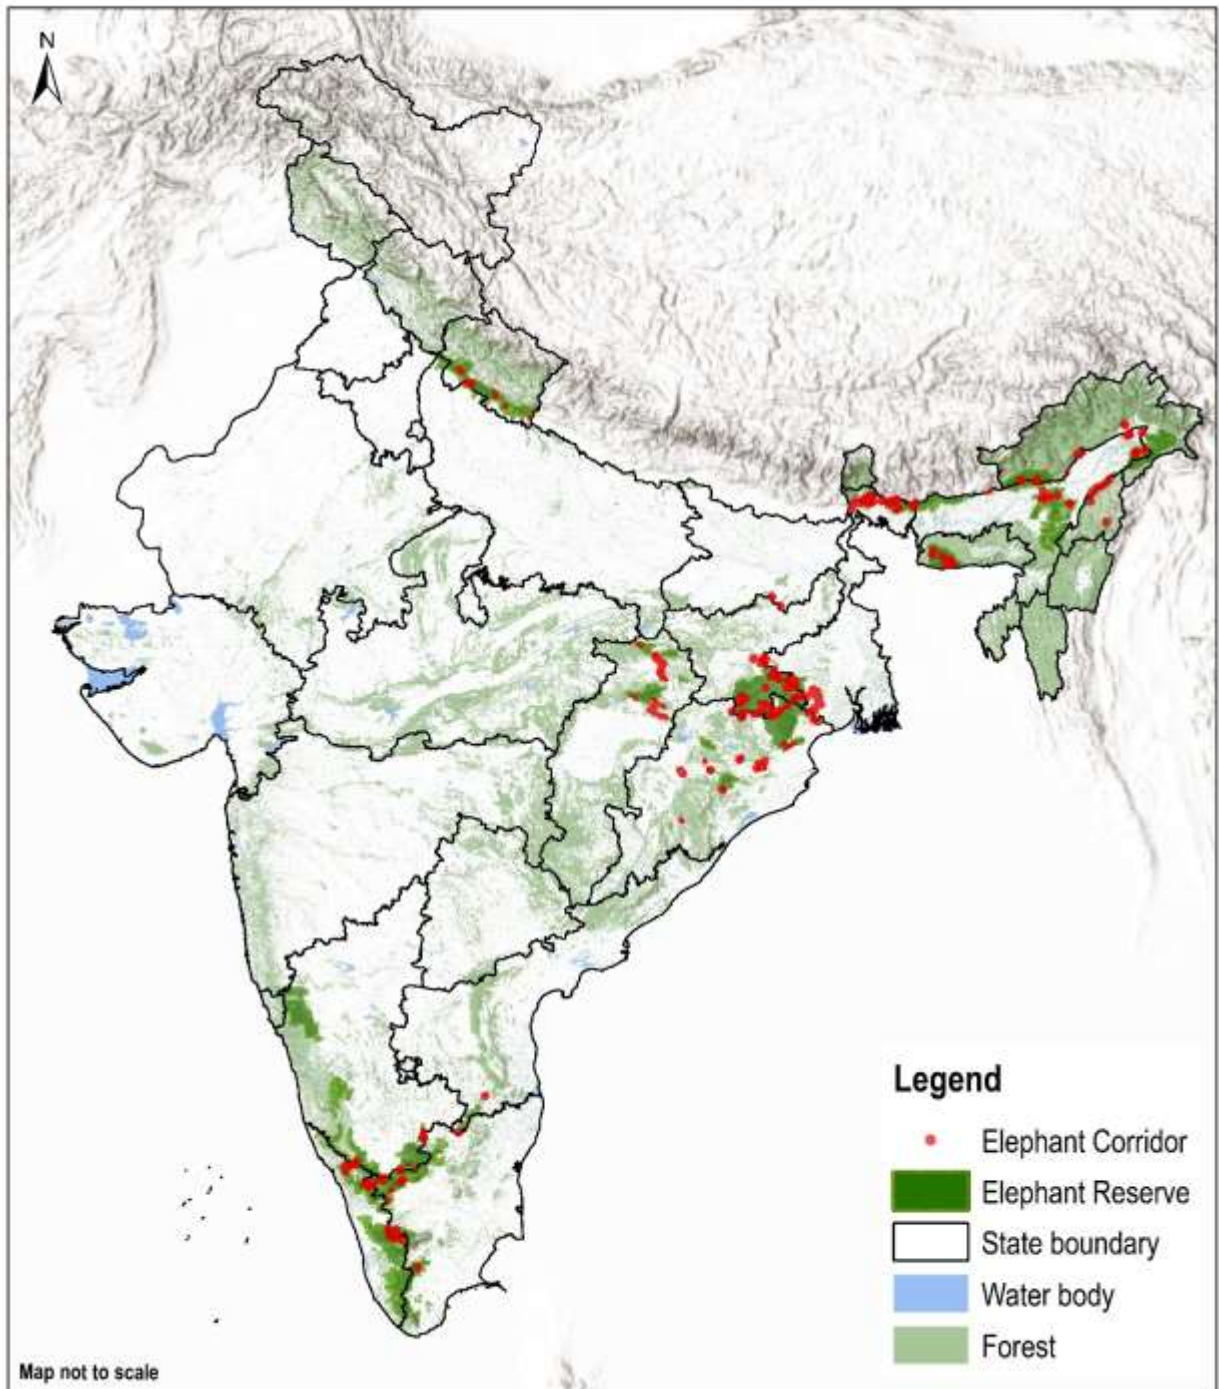 N
Legend
Elephant Corridor
Elephant Reserve
State boundary
Water body
Forest
Map not to scale